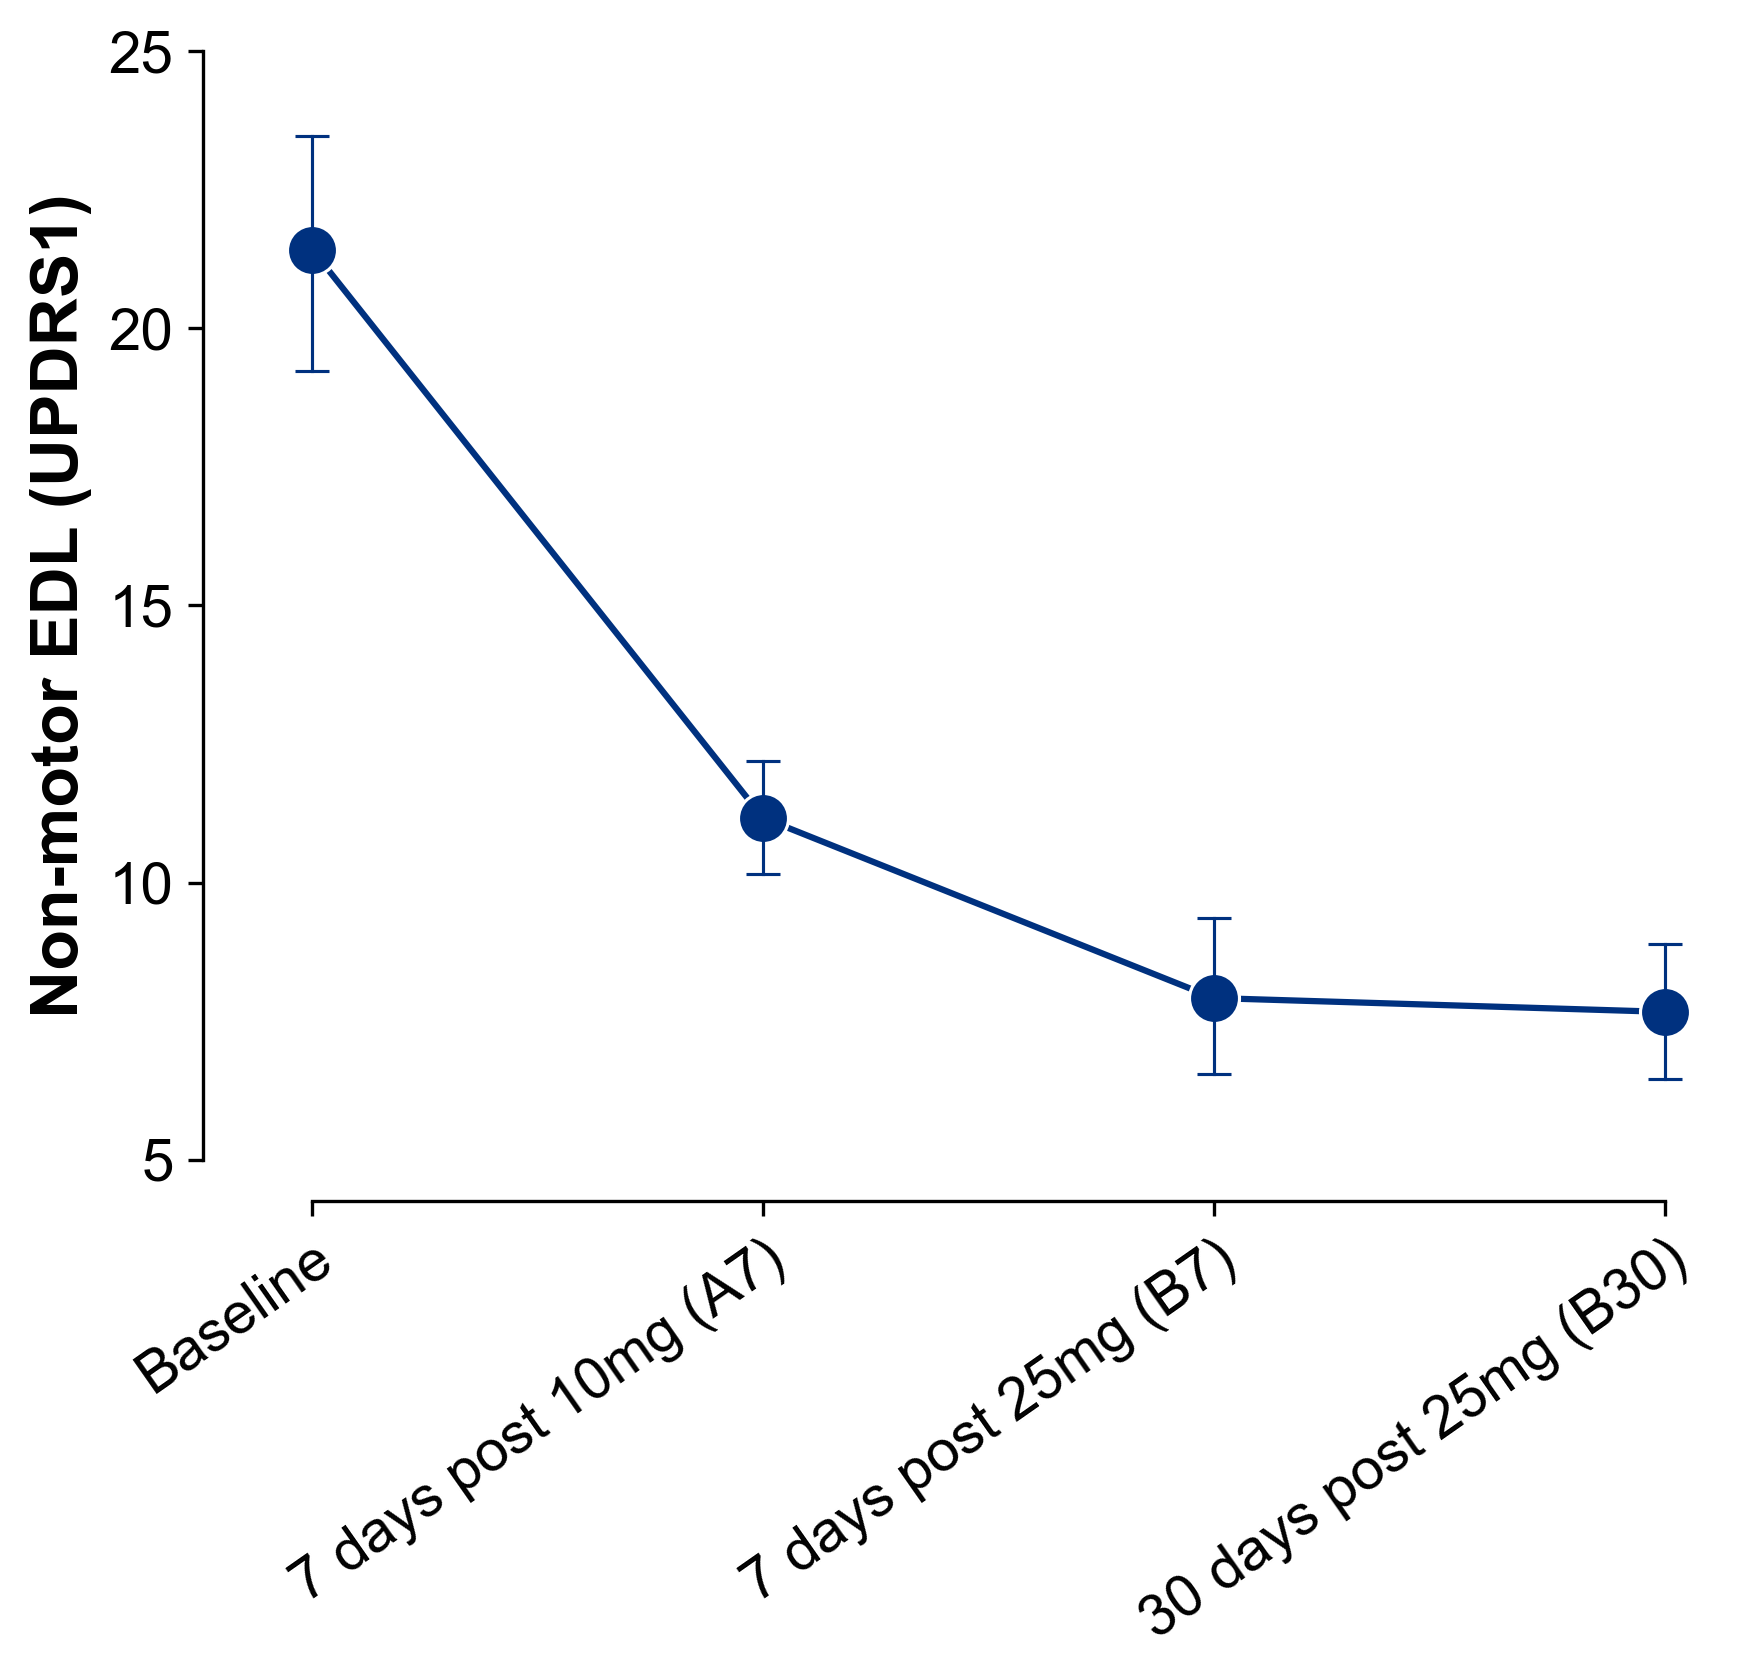 Non-motor EDL (UPDRS1)
25
20
15
10
5
Baseline
7 days post 10mg (A7)
7 days post 25mg (B7)
30 days post 25mg (B30)